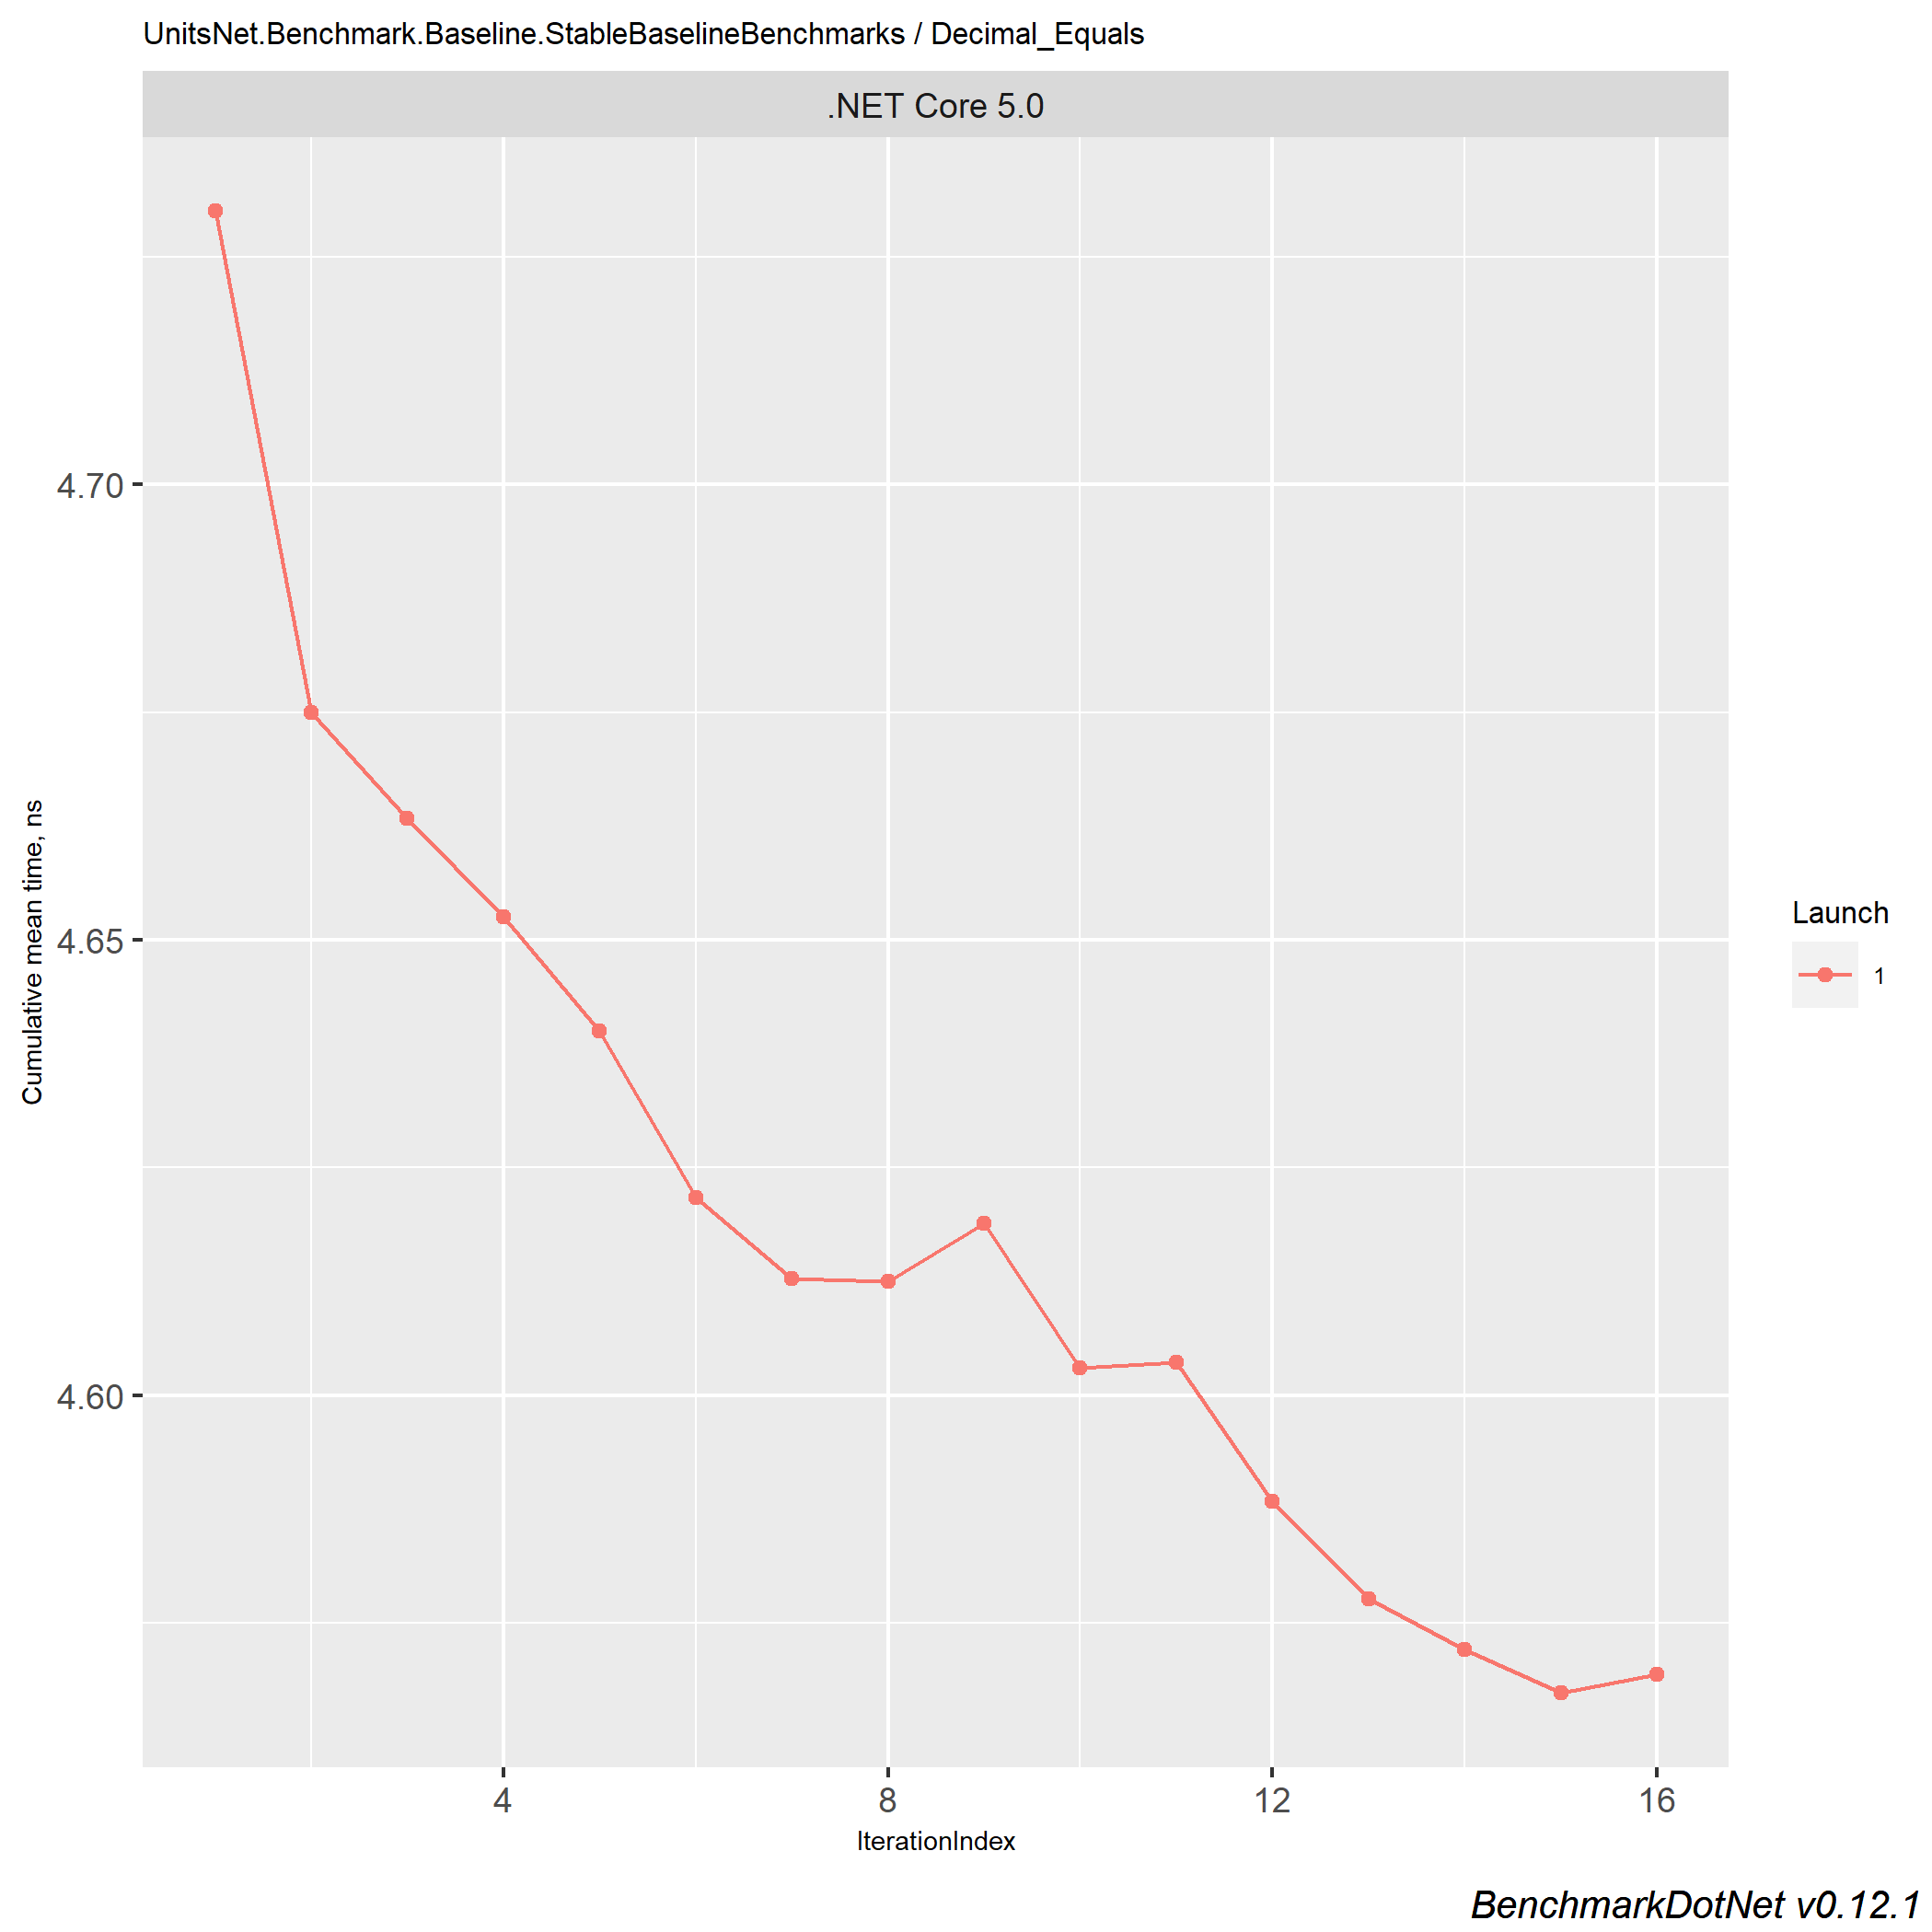 UnitsNet.Benchmark.Baseline.StableBaselineBenchmarks / Decimal_Equals
.NET Core 5.0
4.70
4.65
4.60
Cumulative mean time, ns
4 8 12 16
IterationIndex
Launch
1
BenchmarkDotNet v0.12.1